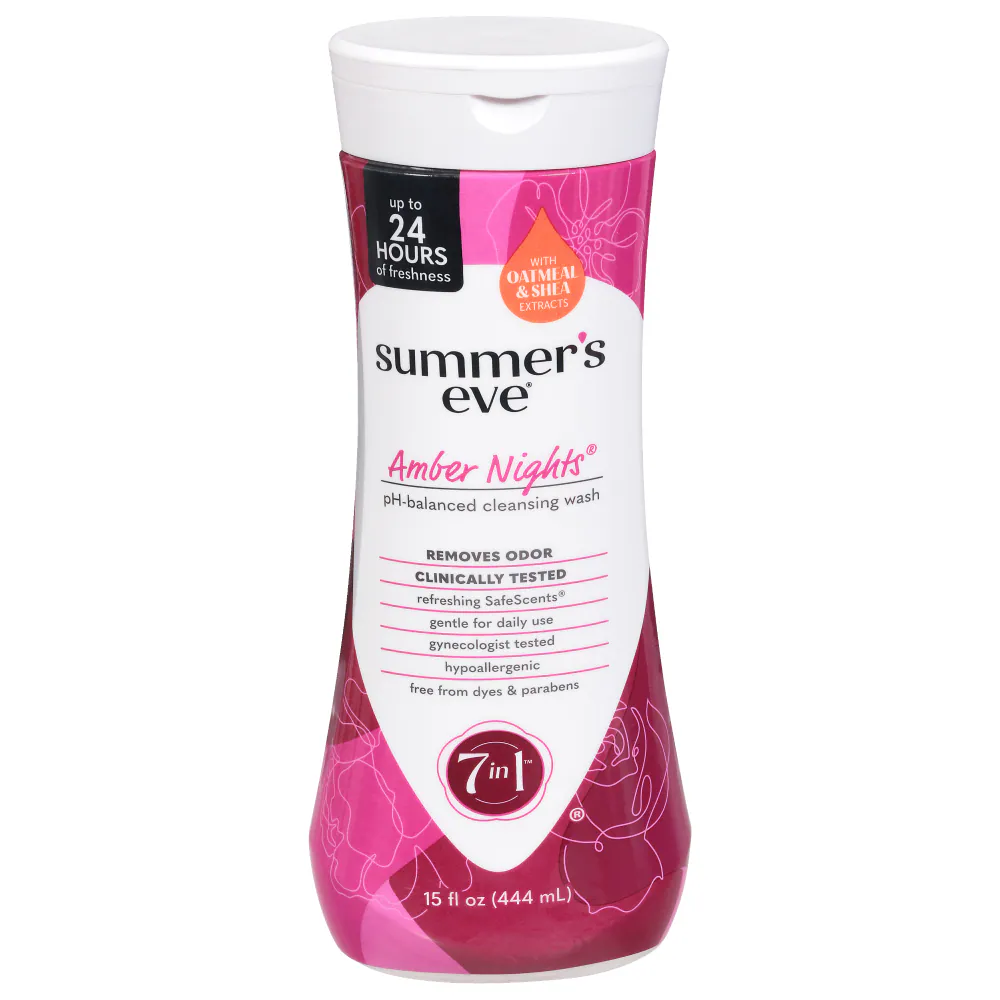 up to
24
HOURS
of freshness
WITH
OATMEAL
& SHEA
EXTRACTS
summer's
eve®
Amber Nights®
pH-balanced cleansing wash
REMOVES ODOR
CLINICALLY TESTED
refreshing SafeScents®
gentle for daily use
gynecologist tested
hypoallergenic
free from dyes & parabens
7 in 1™
®
15 fl oz (444 mL)